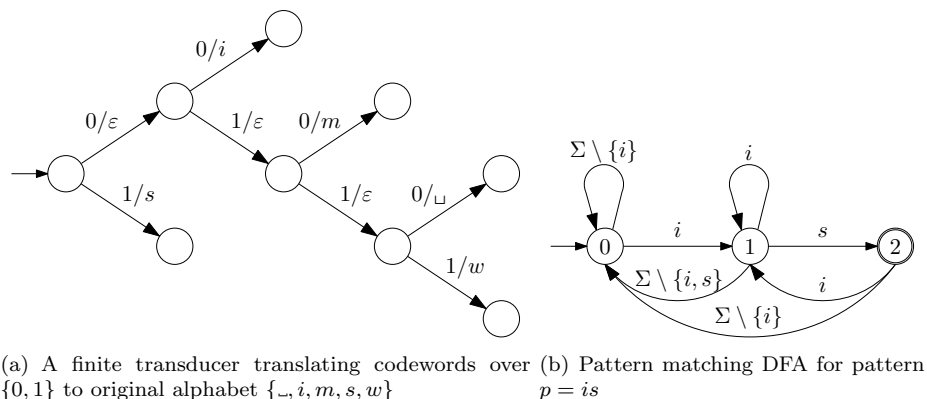 0/i
0/ε
1/ε
0/m
1/s
1/ε
0/␣
1/w
Σ \ {i}
i
0
i
1
s
2
Σ \ {i, s}
i
Σ \ {i}
(a) A finite transducer translating codewords over
{0, 1} to original alphabet {␣, i, m, s, w}
(b) Pattern matching DFA for pattern
p = is